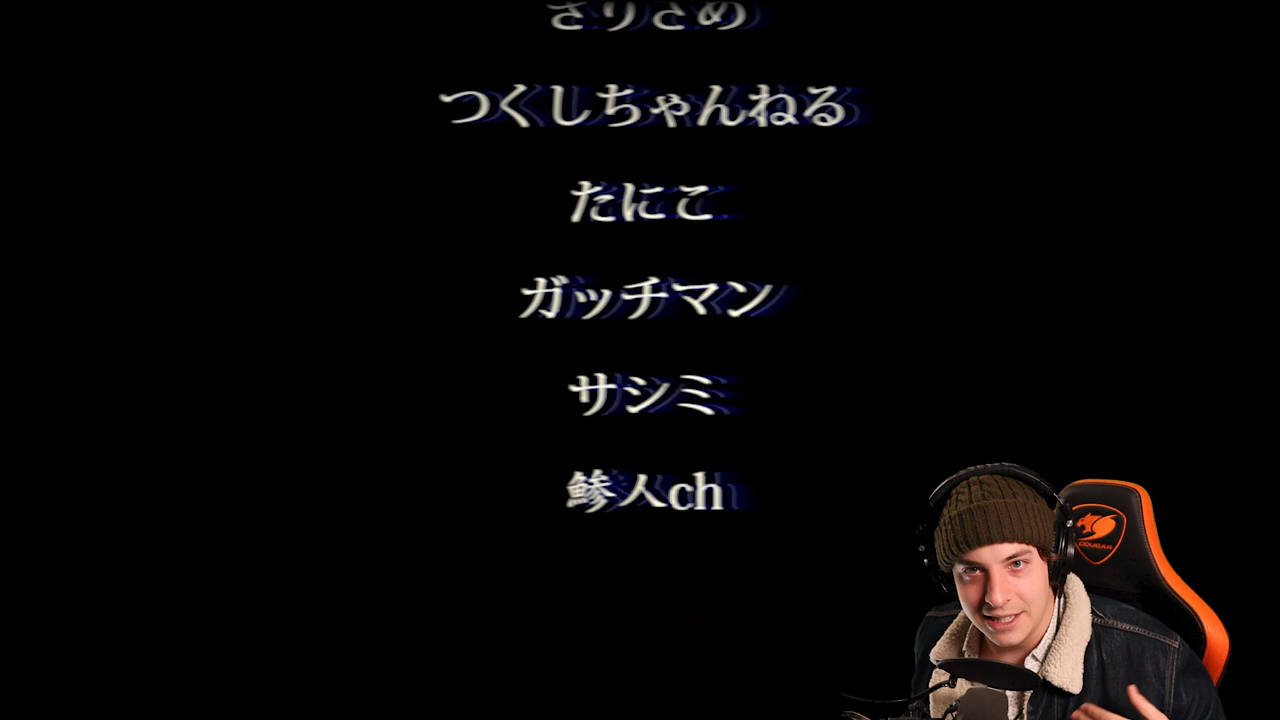 つくしちゃんねる
たにこ
ガッチマン
サシミ
鯵人ch
COUGAR